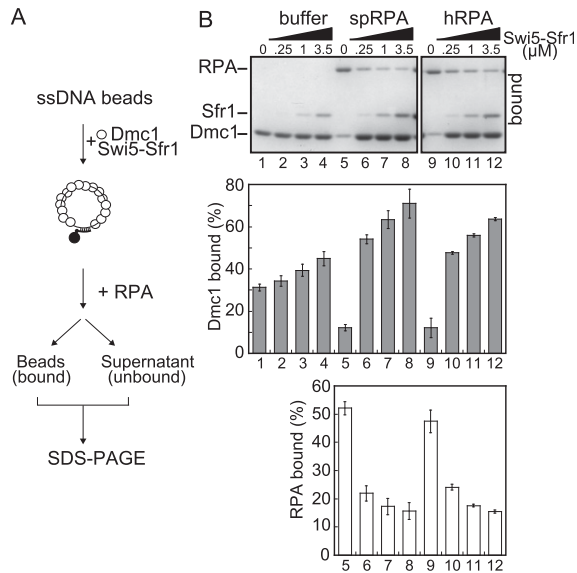 A
ssDNA beads
+ Dmc1
Swi5-Sfr1
+ RPA
Beads
(bound)
Supernatant
(unbound)
SDS-PAGE
B
buffer spRPA hRPA
Swi5-Sfr1
(µM)
0 .25 1 3.5 0 .25 1 3.5 0 .25 1 3.5
RPA
Sfr1
Dmc1
bound
1 2 3 4 5 6 7 8 9 10 11 12
Dmc1 bound (%)
80
60
40
20
0
1 2 3 4 5 6 7 8 9 10 11 12
RPA bound (%)
60
50
40
30
20
10
0
5 6 7 8 9 10 11 12